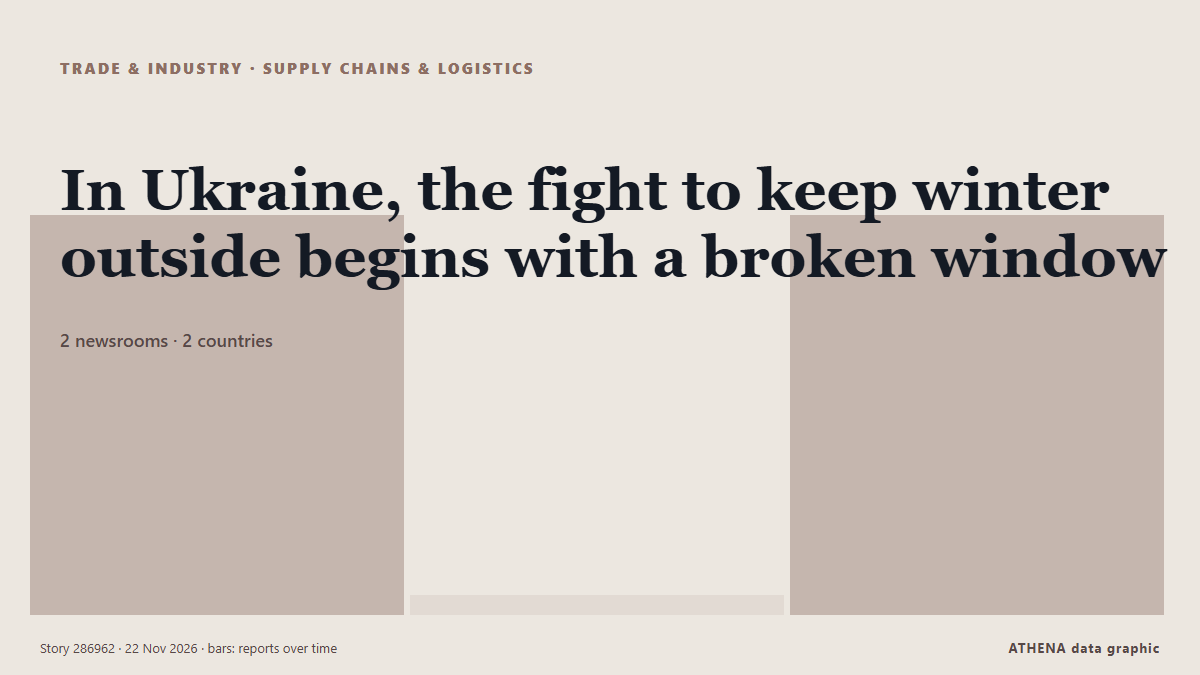 TRADE & INDUSTRY · SUPPLY CHAINS & LOGISTICS
In Ukraine, the fight to keep winter
outside begins with a broken window
2 newsrooms · 2 countries
Story 286962 · 22 Nov 2026 · bars: reports over time
ATHENA data graphic